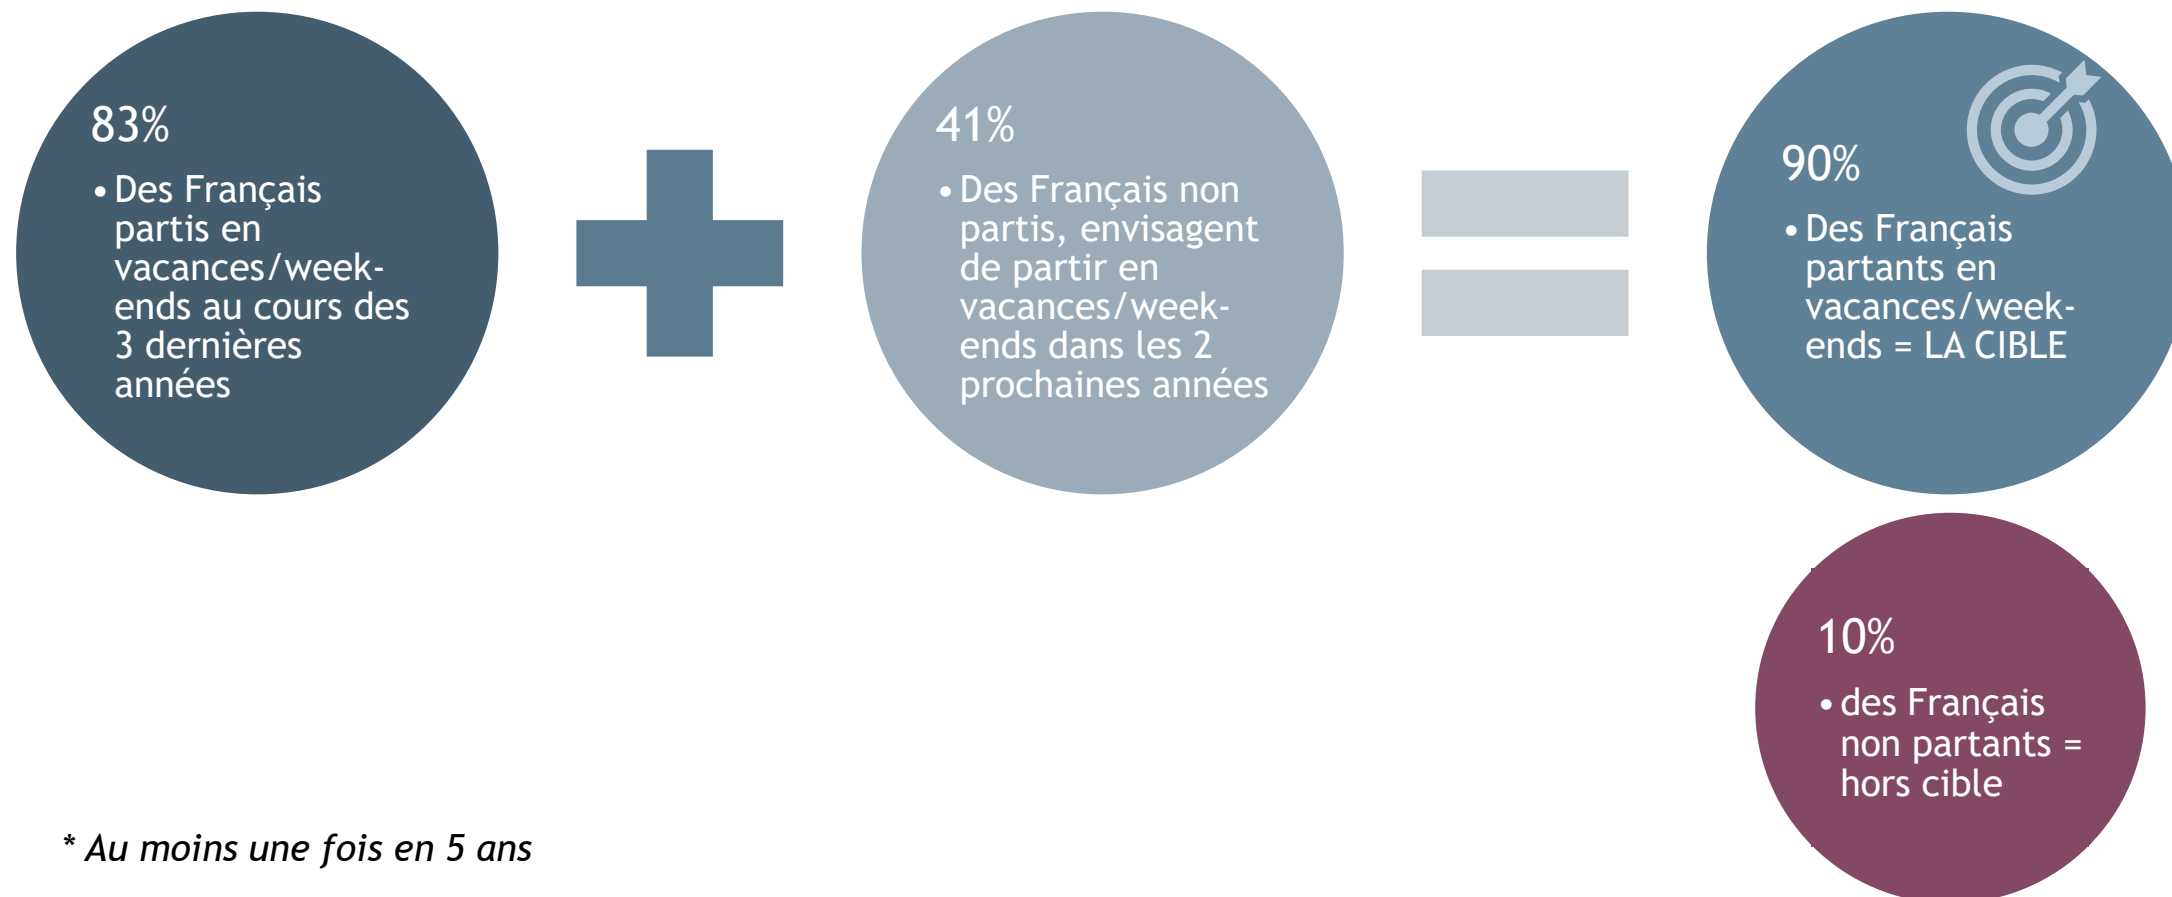 83%
• Des Français
partis en
vacances/week-
ends au cours des
3 dernières
années
41%
• Des Français non
partis, envisagent
de partir en
vacances/week-
ends dans les 2
prochaines années
90%
• Des Français
partants en
vacances/week-
ends = LA CIBLE
10%
• des Français
non partants =
hors cible
* Au moins une fois en 5 ans